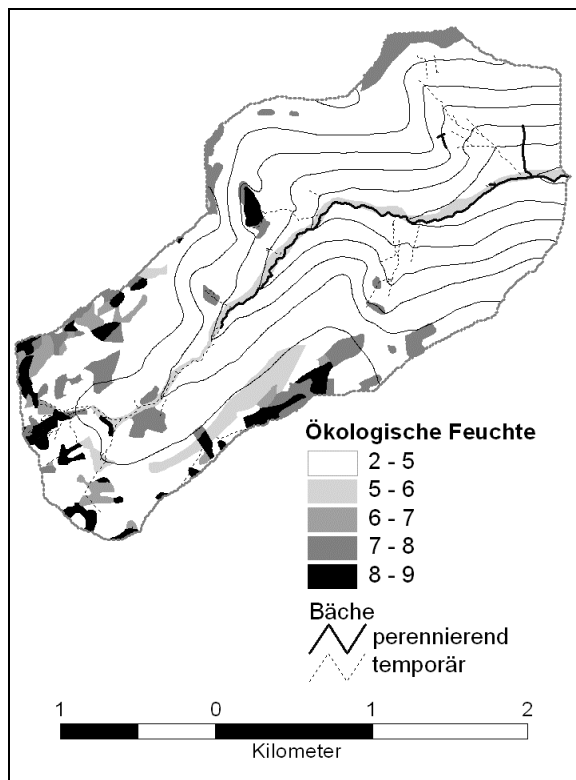 Ökologische Feuchte
2 - 5
5 - 6
6 - 7
7 - 8
8 - 9
Bäche
perennierend
temporär
1 0 1 2
Kilometer